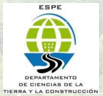 ESPE
DEPARTAMENTO
DE CIENCIAS DE LA
TIERRA Y LA CONSTRUCCIÓN